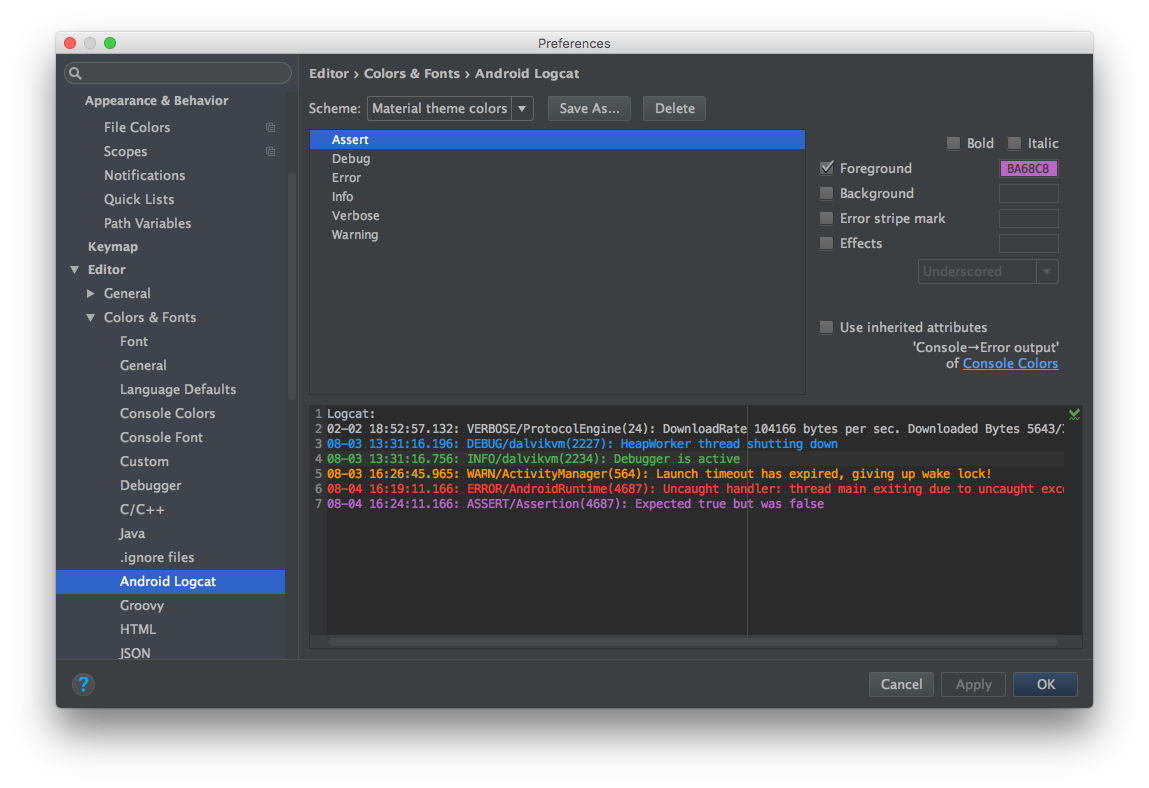 Preferences
Appearance & Behavior
File Colors
Scopes
Notifications
Quick Lists
Path Variables
Keymap
Editor
General
Colors & Fonts
Font
General
Language Defaults
Console Colors
Console Font
Custom
Debugger
C/C++
Java
.ignore files
Android Logcat
Groovy
HTML
JSON
Editor › Colors & Fonts › Android Logcat
Scheme: Material theme colors Save As... Delete
Assert
Debug
Error
Info
Verbose
Warning
Bold Italic
Foreground BA68C8
Background
Error stripe mark
Effects
Underscored
Use inherited attributes
'Console→Error output'
of Console Colors
1 Logcat:
2 02-02 18:52:57.132: VERBOSE/ProtocolEngine(24): DownloadRate 104166 bytes per sec. Downloaded Bytes 5643/
3 08-03 13:31:16.196: DEBUG/dalvikvm(2227): HeapWorker thread shutting down
4 08-03 13:31:16.756: INFO/dalvikvm(2234): Debugger is active
5 08-03 16:26:45.965: WARN/ActivityManager(564): Launch timeout has expired, giving up wake lock!
6 08-04 16:19:11.166: ERROR/AndroidRuntime(4687): Uncaught handler: thread main exiting due to uncaught exc
7 08-04 16:24:11.166: ASSERT/Assertion(4687): Expected true but was false
? Cancel Apply OK